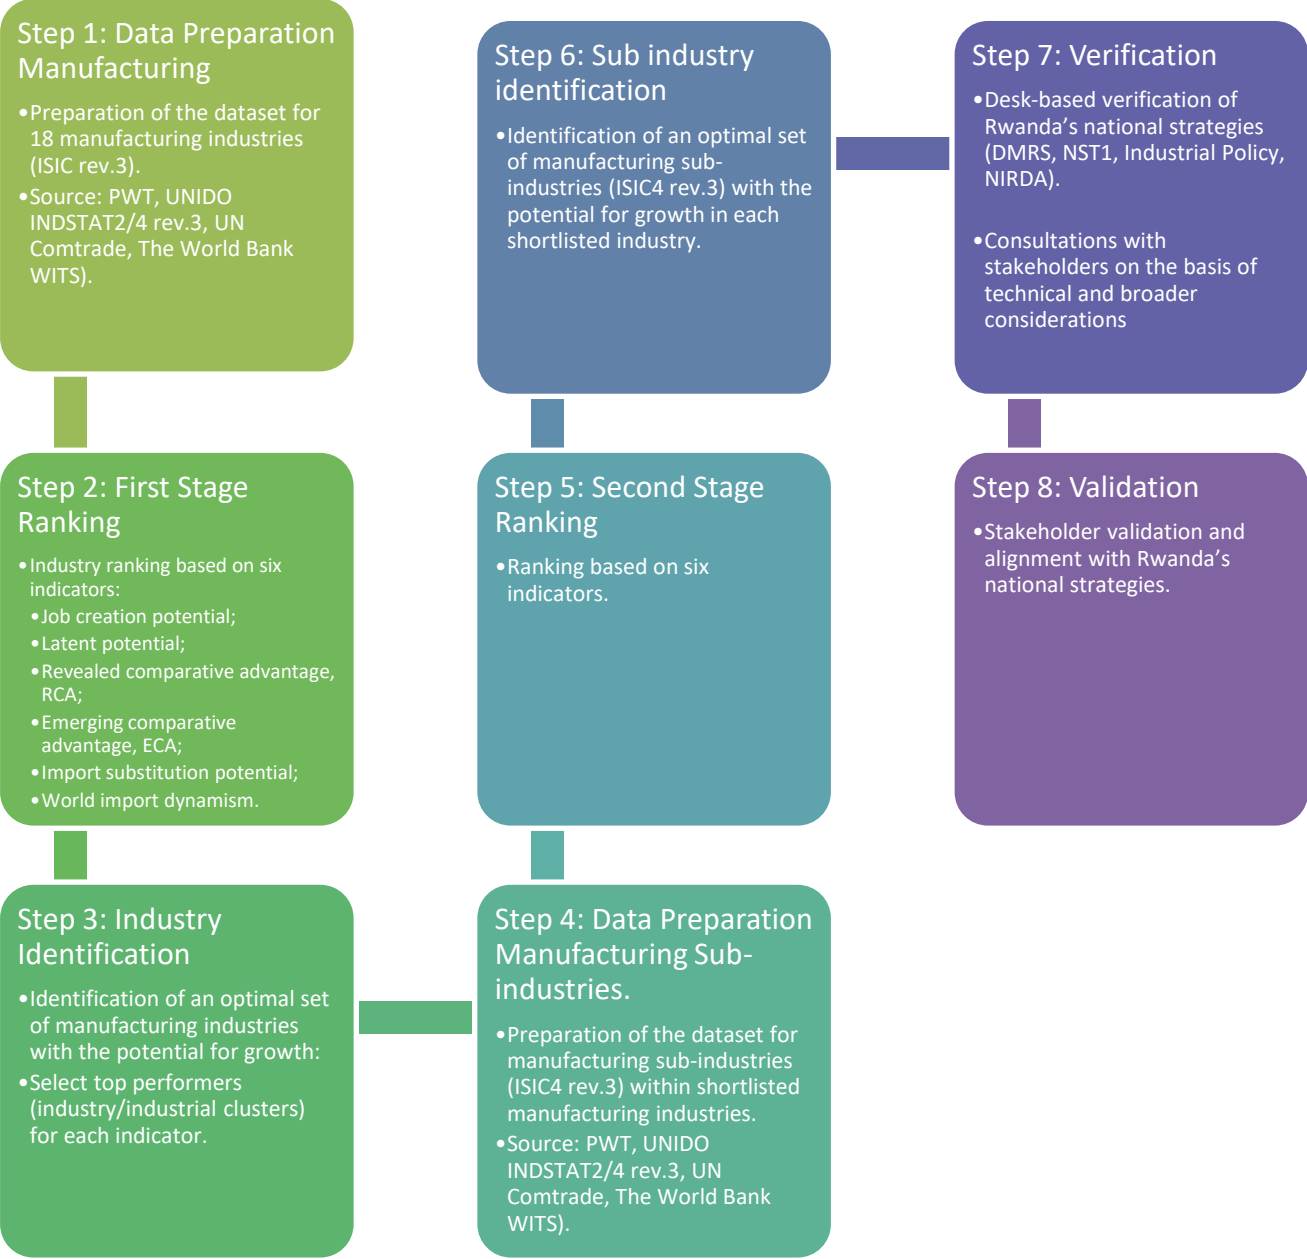 Step 1: Data Preparation
Manufacturing
•Preparation of the dataset for
18 manufacturing industries
(ISIC rev.3).
•Source: PWT, UNIDO
INDSTAT2/4 rev.3, UN
Comtrade, The World Bank
WITS).
Step 2: First Stage
Ranking
•Industry ranking based on six
indicators:
•Job creation potential;
•Latent potential;
•Revealed comparative advantage,
RCA;
•Emerging comparative
advantage, ECA;
•Import substitution potential;
•World import dynamism.
Step 3: Industry
Identification
•Identification of an optimal set
of manufacturing industries
with the potential for growth:
•Select top performers
(industry/industrial clusters)
for each indicator.
Step 4: Data Preparation
Manufacturing Sub-
industries.
•Preparation of the dataset for
manufacturing sub-industries
(ISIC4 rev.3) within shortlisted
manufacturing industries.
•Source: PWT, UNIDO
INDSTAT2/4 rev.3, UN
Comtrade, The World Bank
WITS).
Step 5: Second Stage
Ranking
•Ranking based on six
indicators.
Step 6: Sub industry
identification
•Identification of an optimal set
of manufacturing sub-
industries (ISIC4 rev.3) with the
potential for growth in each
shortlisted industry.
Step 7: Verification
•Desk-based verification of
Rwanda’s national strategies
(DMRS, NST1, Industrial Policy,
NIRDA).
•Consultations with
stakeholders on the basis of
technical and broader
considerations
Step 8: Validation
•Stakeholder validation and
alignment with Rwanda’s
national strategies.